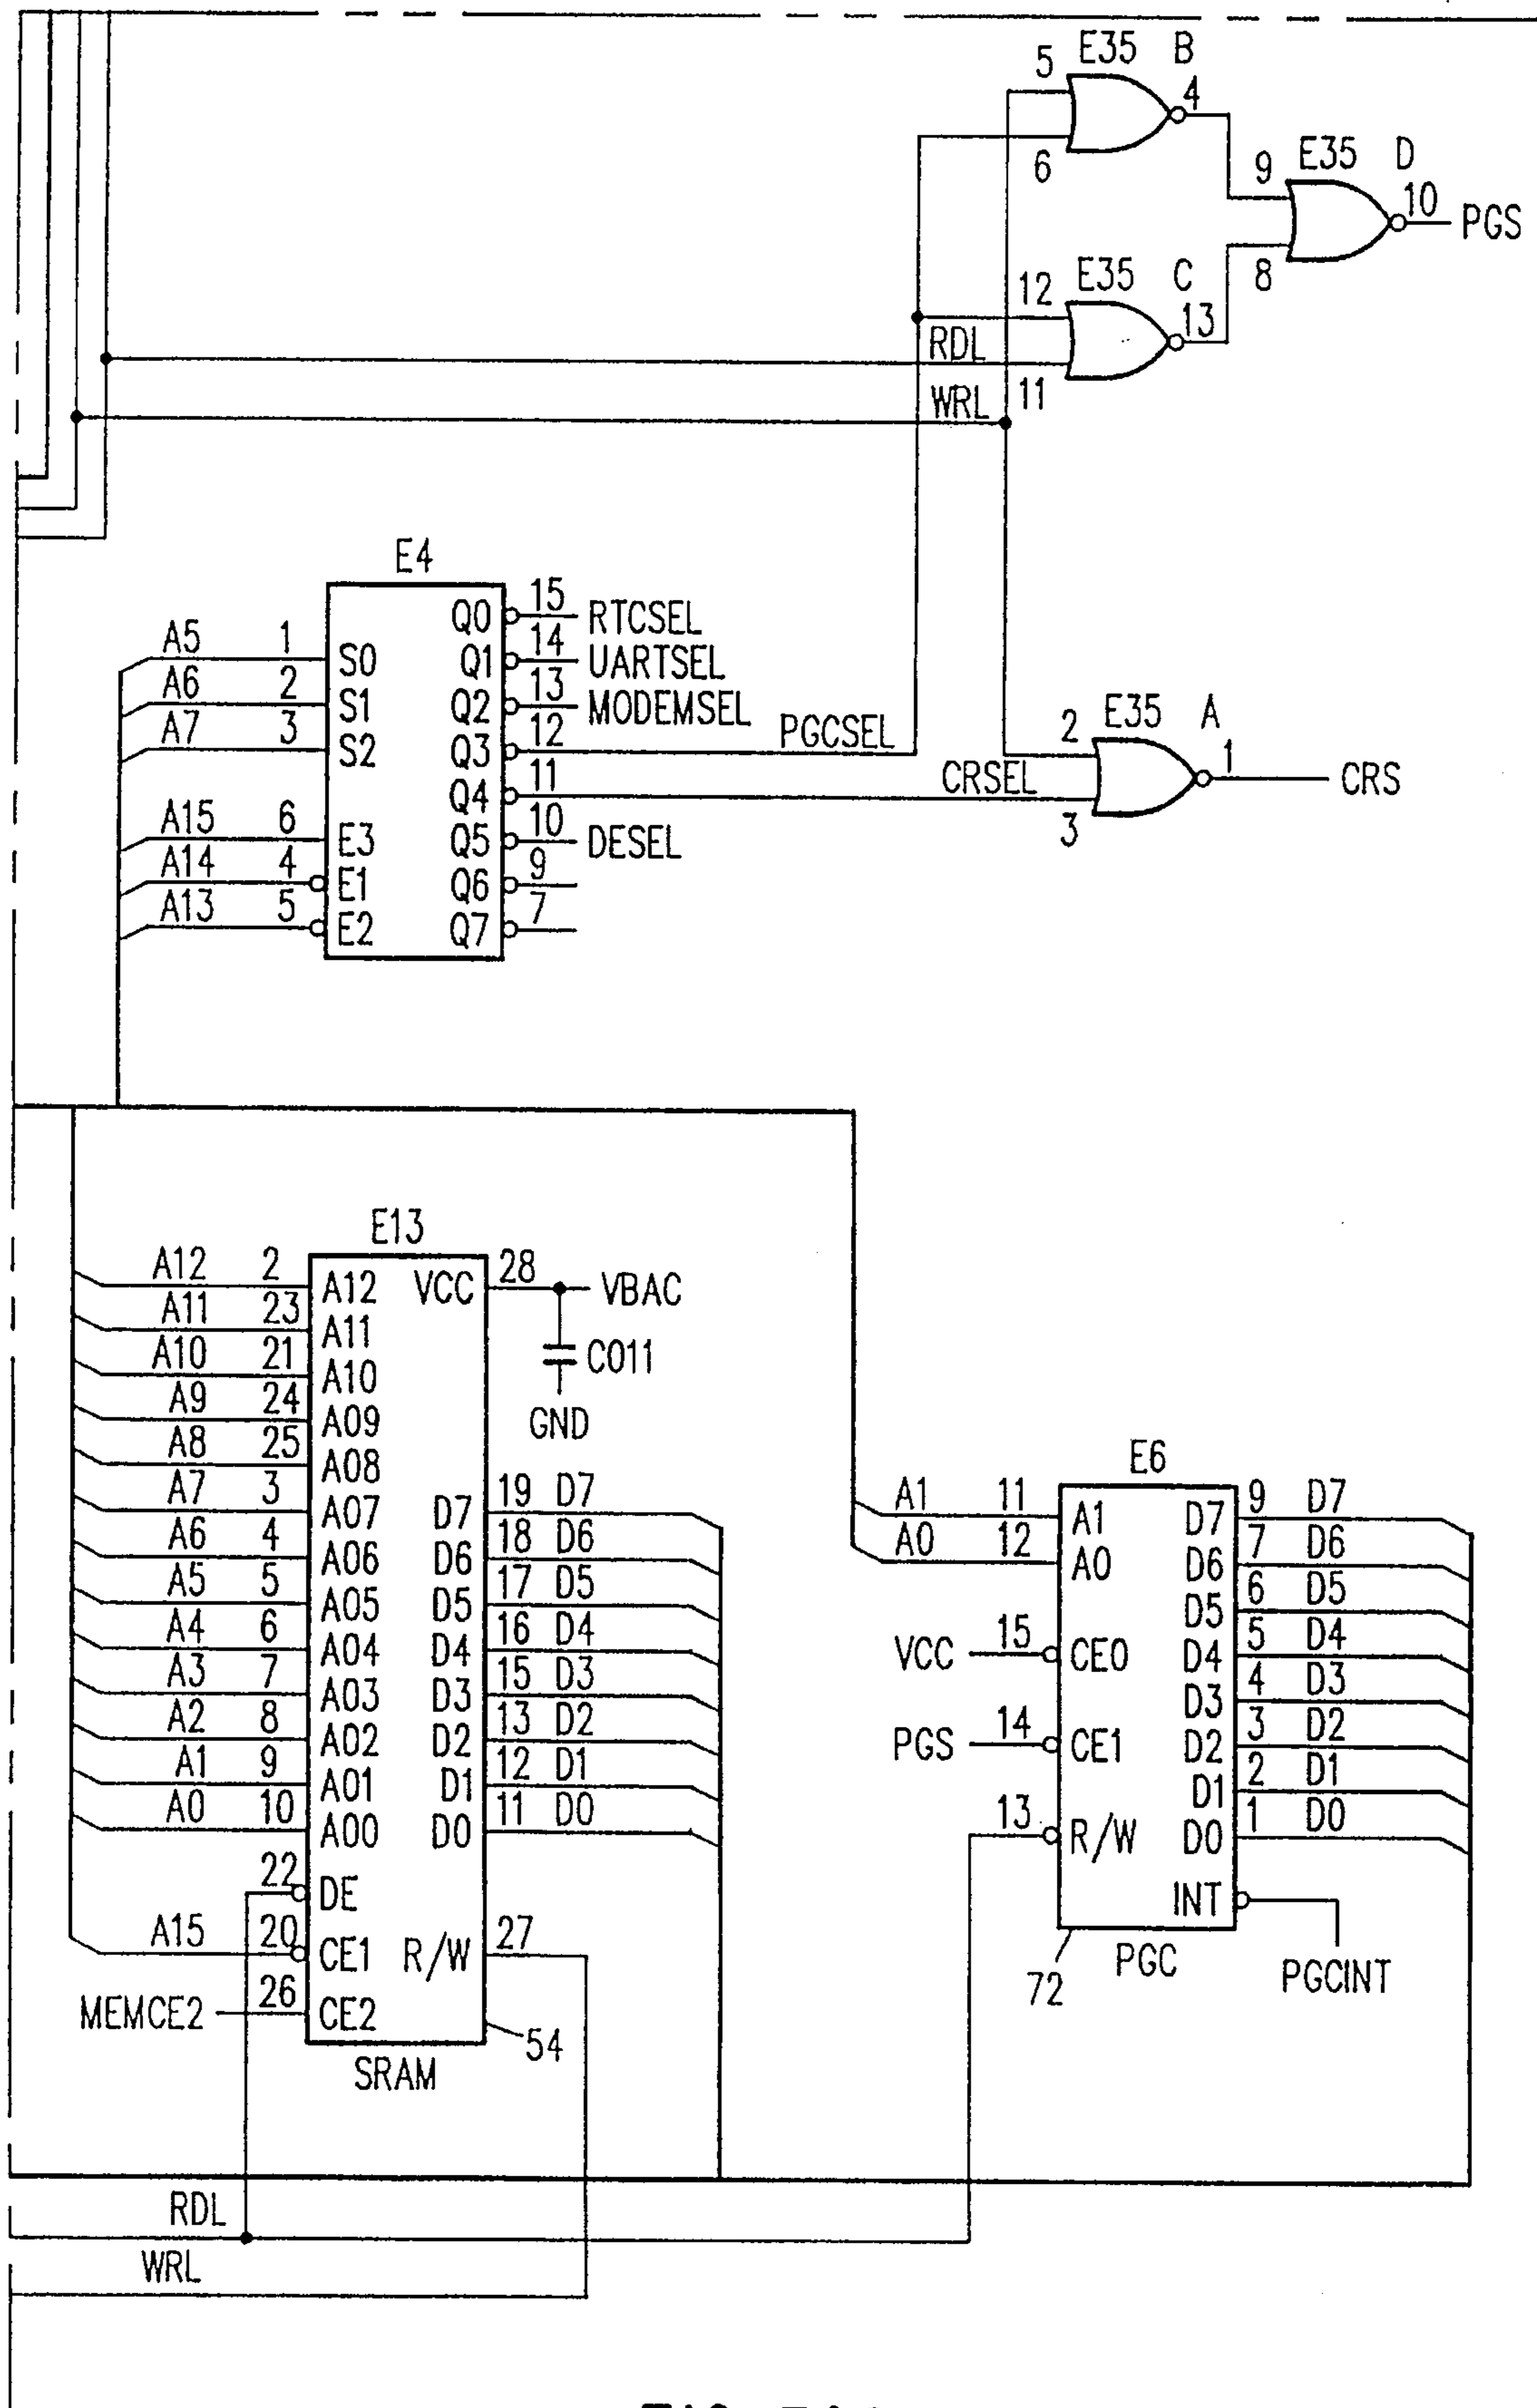 E35 B
5
4
6
E35 D
9
10 PGS
8
E35 C
12
13
RDL
11
WRL
E4
A5 1 S0
A6 2 S1
A7 3 S2
A15 6 E3
A14 4 E1
A13 5 E2
Q0 15 RTCSEL
Q1 14 UARTSEL
Q2 13 MODEMSEL
Q3 12 PGCSEL
Q4 11 CRSEL
Q5 10 DESEL
Q6 9
Q7 7
E35 A
2
1 CRS
3
E13
A12 2 A12
A11 23 A11
A10 21 A10
A9 24 A09
A8 25 A08
A7 3 A07
A6 4 A06
A5 5 A05
A4 6 A04
A3 7 A03
A2 8 A02
A1 9 A01
A0 10 A00
22 DE
A15 20 CE1
MEMCE2 26 CE2
VCC 28 VBAC
C011
GND
D7 19 D7
D6 18 D6
D5 17 D5
D4 16 D4
D3 15 D3
D2 13 D2
D1 12 D1
D0 11 D0
R/W 27
54
SRAM
E6
A1 11 A1
A0 12 A0
VCC 15 CE0
PGS 14 CE1
13 R/W
D7 9 D7
D6 7 D6
D5 6 D5
D4 5 D4
D3 4 D3
D2 3 D2
D1 2 D1
D0 1 D0
INT
PGCINT
72
PGC
RDL
WRL